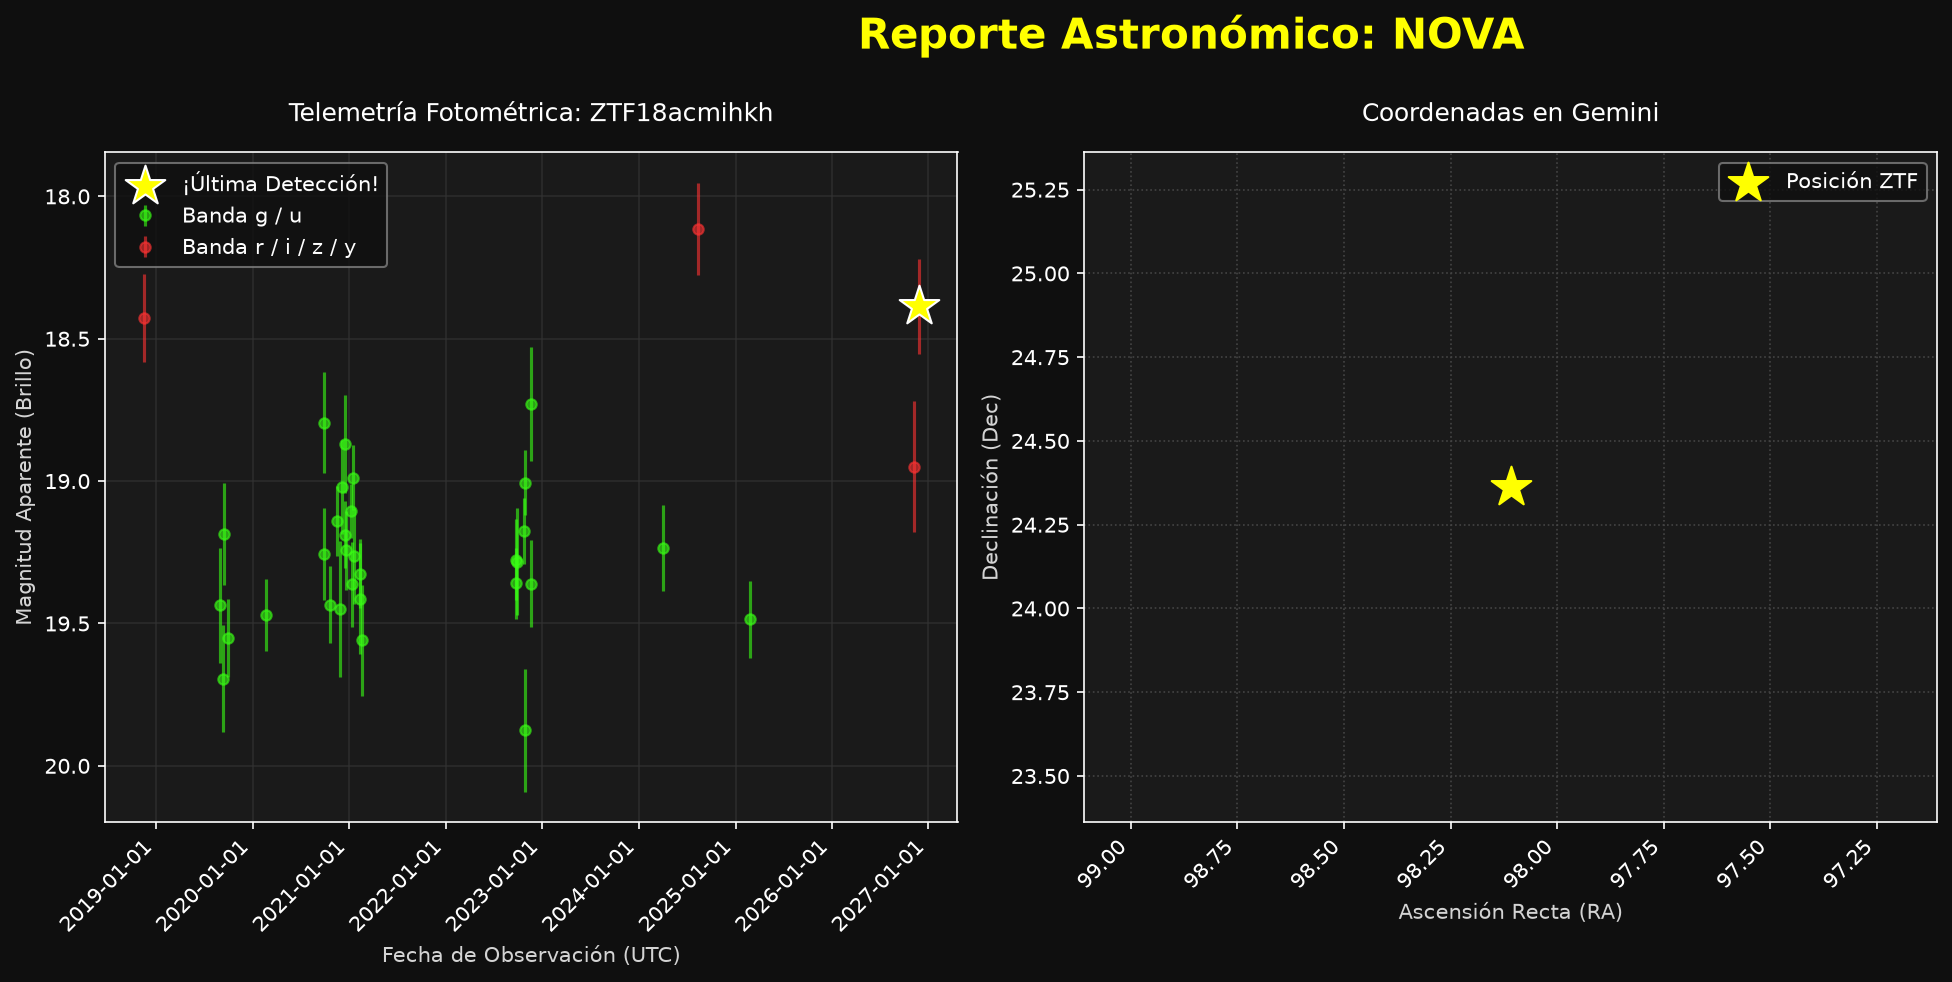 Reporte Astronómico: NOVA
Telemetría Fotométrica: ZTF18acmihkh
¡Última Detección!
Banda g / u
Banda r / i / z / y
18.0
18.5
19.0
19.5
20.0
Magnitud Aparente (Brillo)
2019-01-01
2020-01-01
2021-01-01
2022-01-01
2023-01-01
2024-01-01
2025-01-01
2026-01-01
2027-01-01
Fecha de Observación (UTC)
Coordenadas en Gemini
Posición ZTF
25.25
25.00
24.75
24.50
24.25
24.00
23.75
23.50
Declinación (Dec)
99.00
98.75
98.50
98.25
98.00
97.75
97.50
97.25
Ascensión Recta (RA)